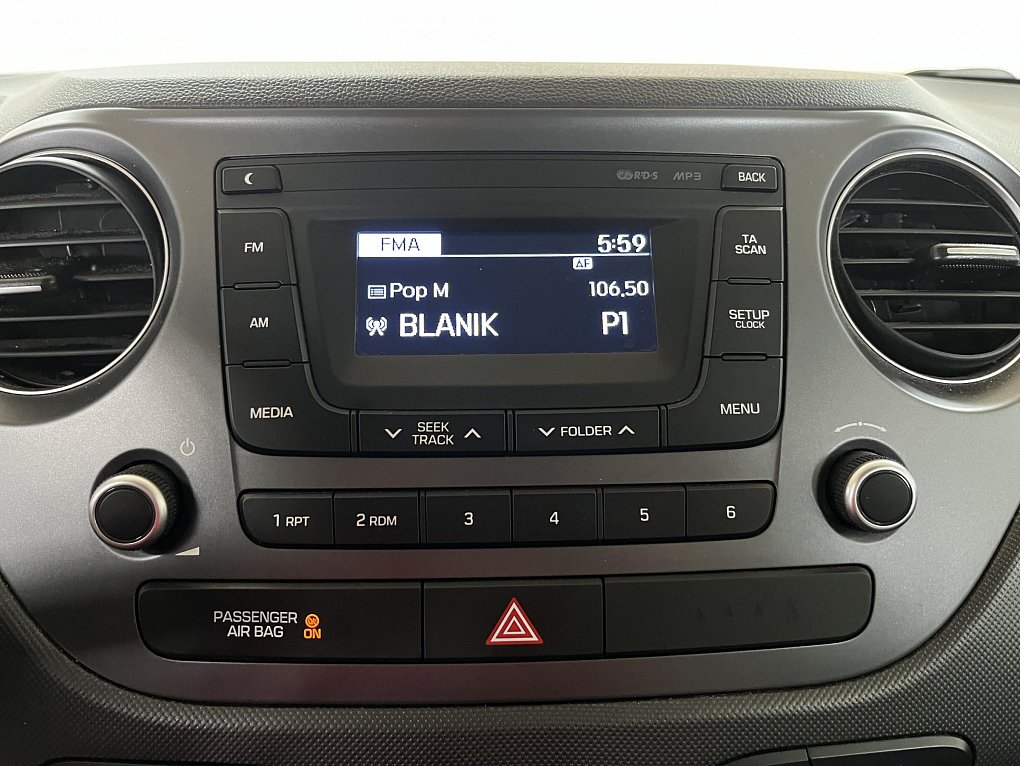 RDS MP3 BACK
FM
FMA 5:59
AF
TA
SCAN
Pop M 106.50
AM
BLANIK P1
SETUP
CLOCK
MEDIA
MENU
SEEK
TRACK
FOLDER
1 RPT 2 RDM 3 4 5 6
PASSENGER
AIR BAG ON